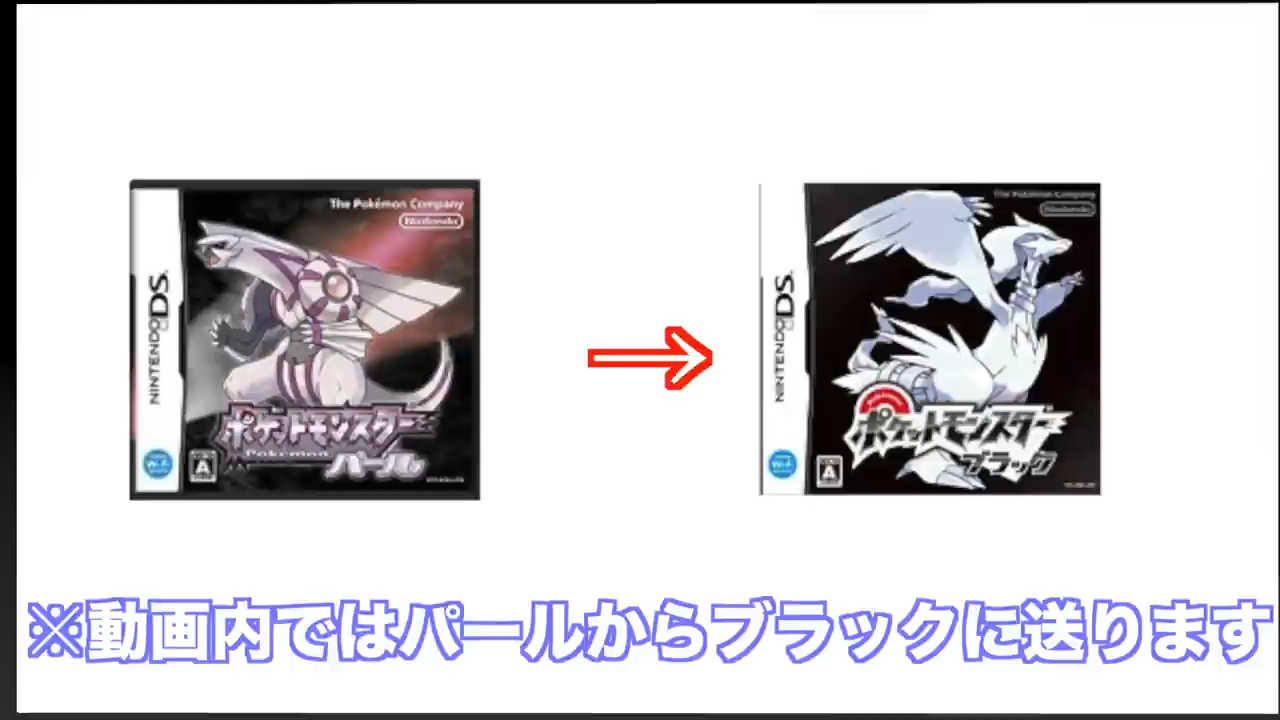 The Pokémon Company
Nintendo
NINTENDO DS
ポケットモンスター
Pokémon
パール
A
The Pokémon Company
Nintendo
NINTENDO DS
Pokémon
ポケットモンスター
ブラック
A
※動画内ではパールからブラックに送ります